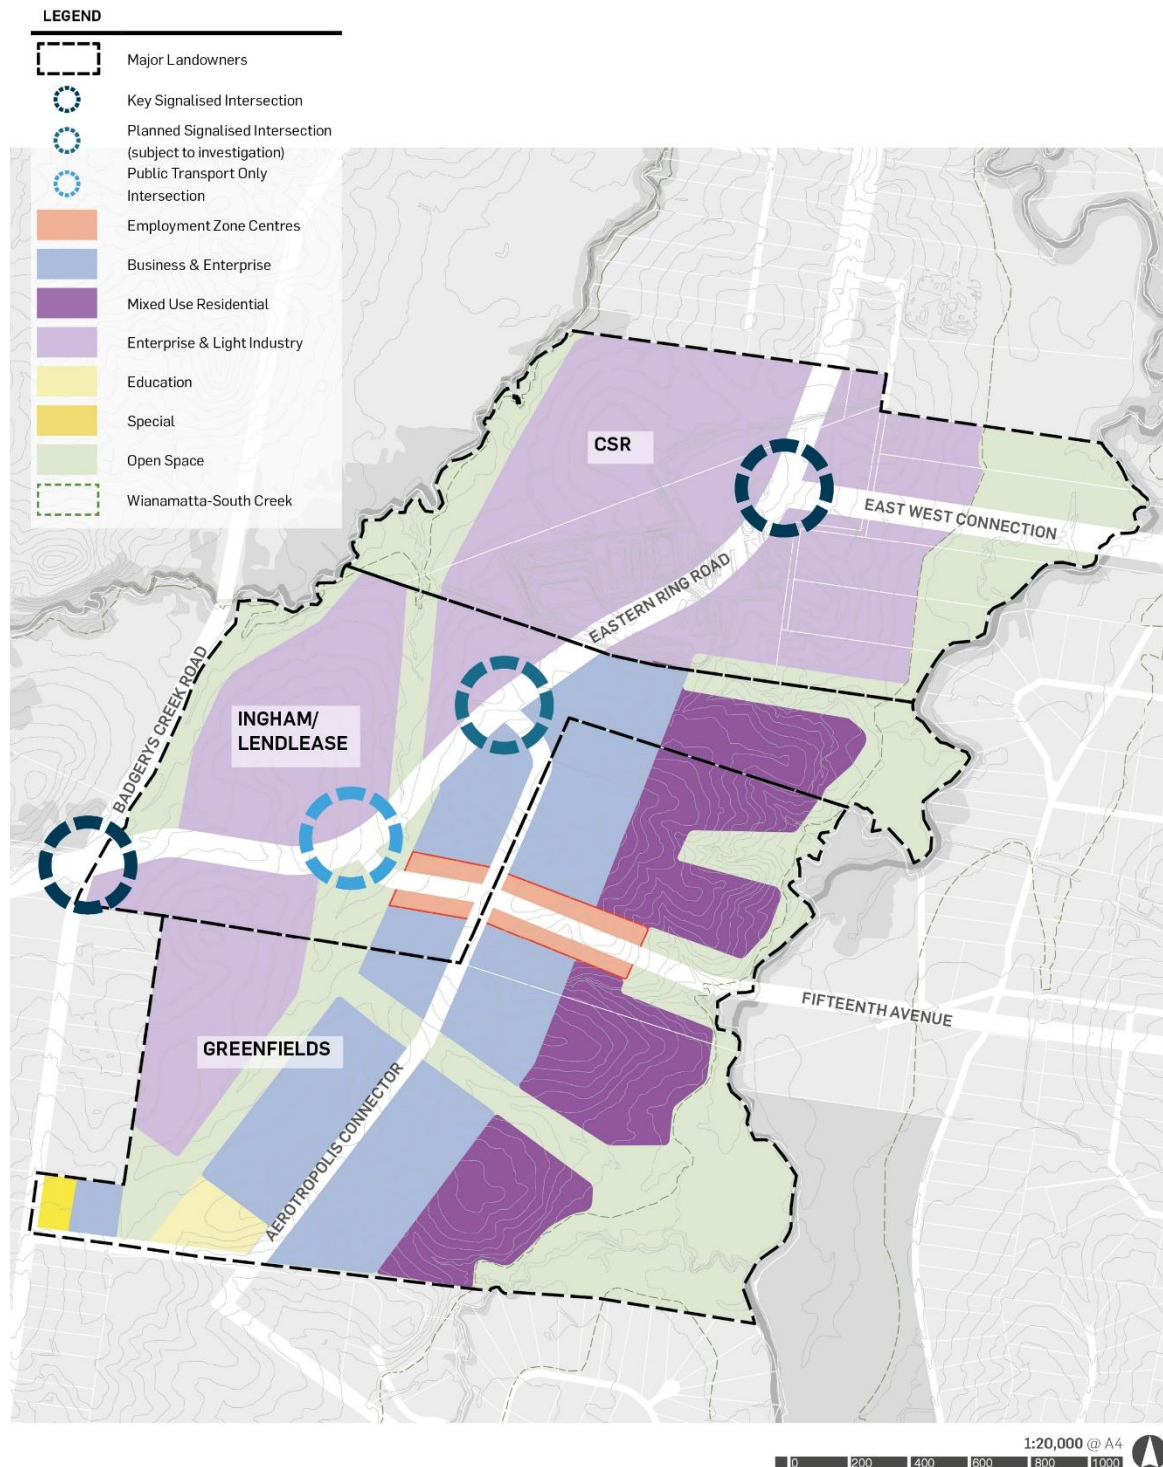 LEGEND
Major Landowners
Key Signalised Intersection
Planned Signalised Intersection
(subject to investigation)
Public Transport Only
Intersection
Employment Zone Centres
Business & Enterprise
Mixed Use Residential
Enterprise & Light Industry
Education
Special
Open Space
Wianamatta-South Creek
CSR
EAST WEST CONNECTION
EASTERN RING ROAD
BADGERYS CREEK ROAD
INGHAM/
LENDLEASE
FIFTEENTH AVENUE
GREENFIELDS
AEROTROPOLIS CONNECTOR
1:20,000 @ A4
0 200 400 600 800 1000